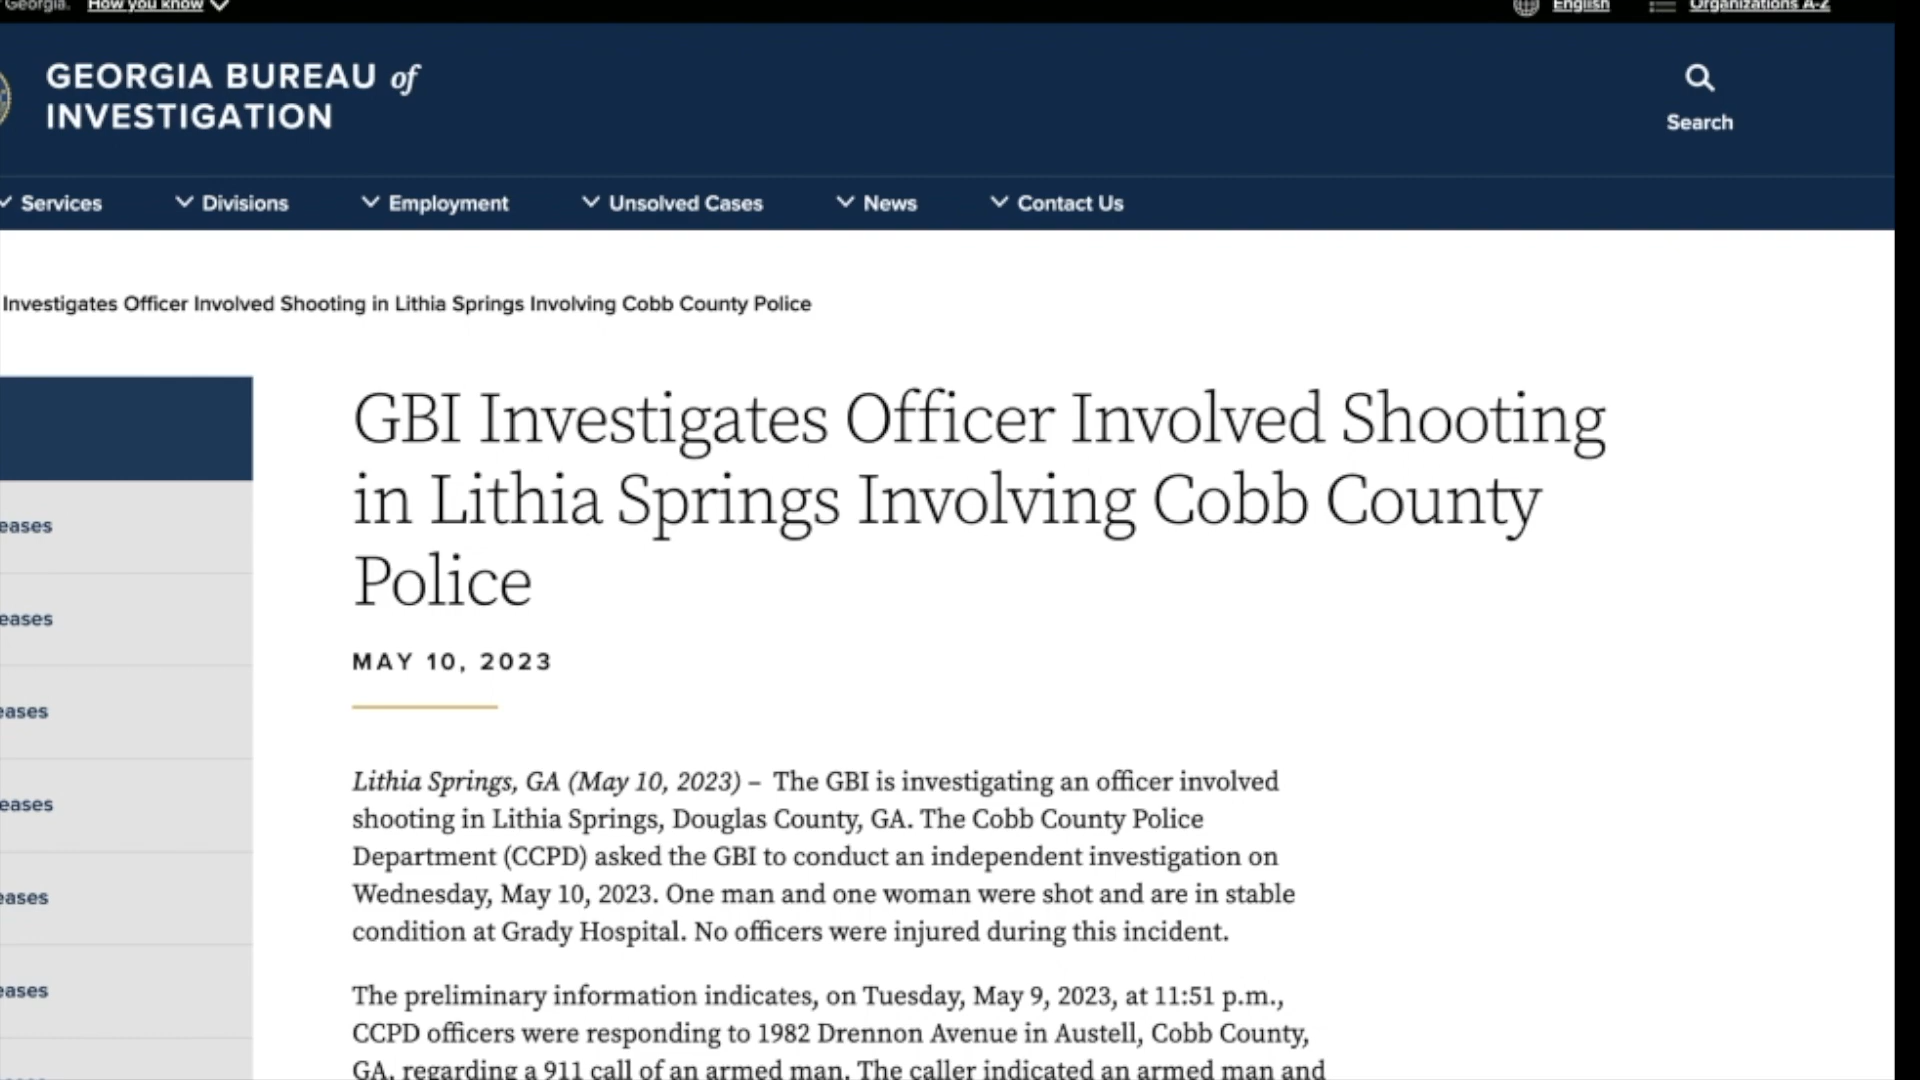 Georgia. How you know
English
Organizations A-Z
GEORGIA BUREAU of
INVESTIGATION
Search
Services
Divisions
Employment
Unsolved Cases
News
Contact Us
Investigates Officer Involved Shooting in Lithia Springs Involving Cobb County Police
GBI Investigates Officer Involved Shooting
in Lithia Springs Involving Cobb County
Police
MAY 10, 2023
eases
eases
eases
eases
eases
eases
Lithia Springs, GA (May 10, 2023) – The GBI is investigating an officer involved
shooting in Lithia Springs, Douglas County, GA. The Cobb County Police
Department (CCPD) asked the GBI to conduct an independent investigation on
Wednesday, May 10, 2023. One man and one woman were shot and are in stable
condition at Grady Hospital. No officers were injured during this incident.
The preliminary information indicates, on Tuesday, May 9, 2023, at 11:51 p.m.,
CCPD officers were responding to 1982 Drennon Avenue in Austell, Cobb County,
GA, regarding a 911 call of an armed man. The caller indicated an armed man and